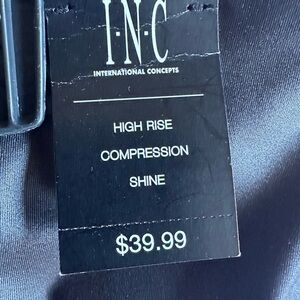 I·N·C
INTERNATIONAL CONCEPTS
HIGH RISE
COMPRESSION
SHINE
$39.99